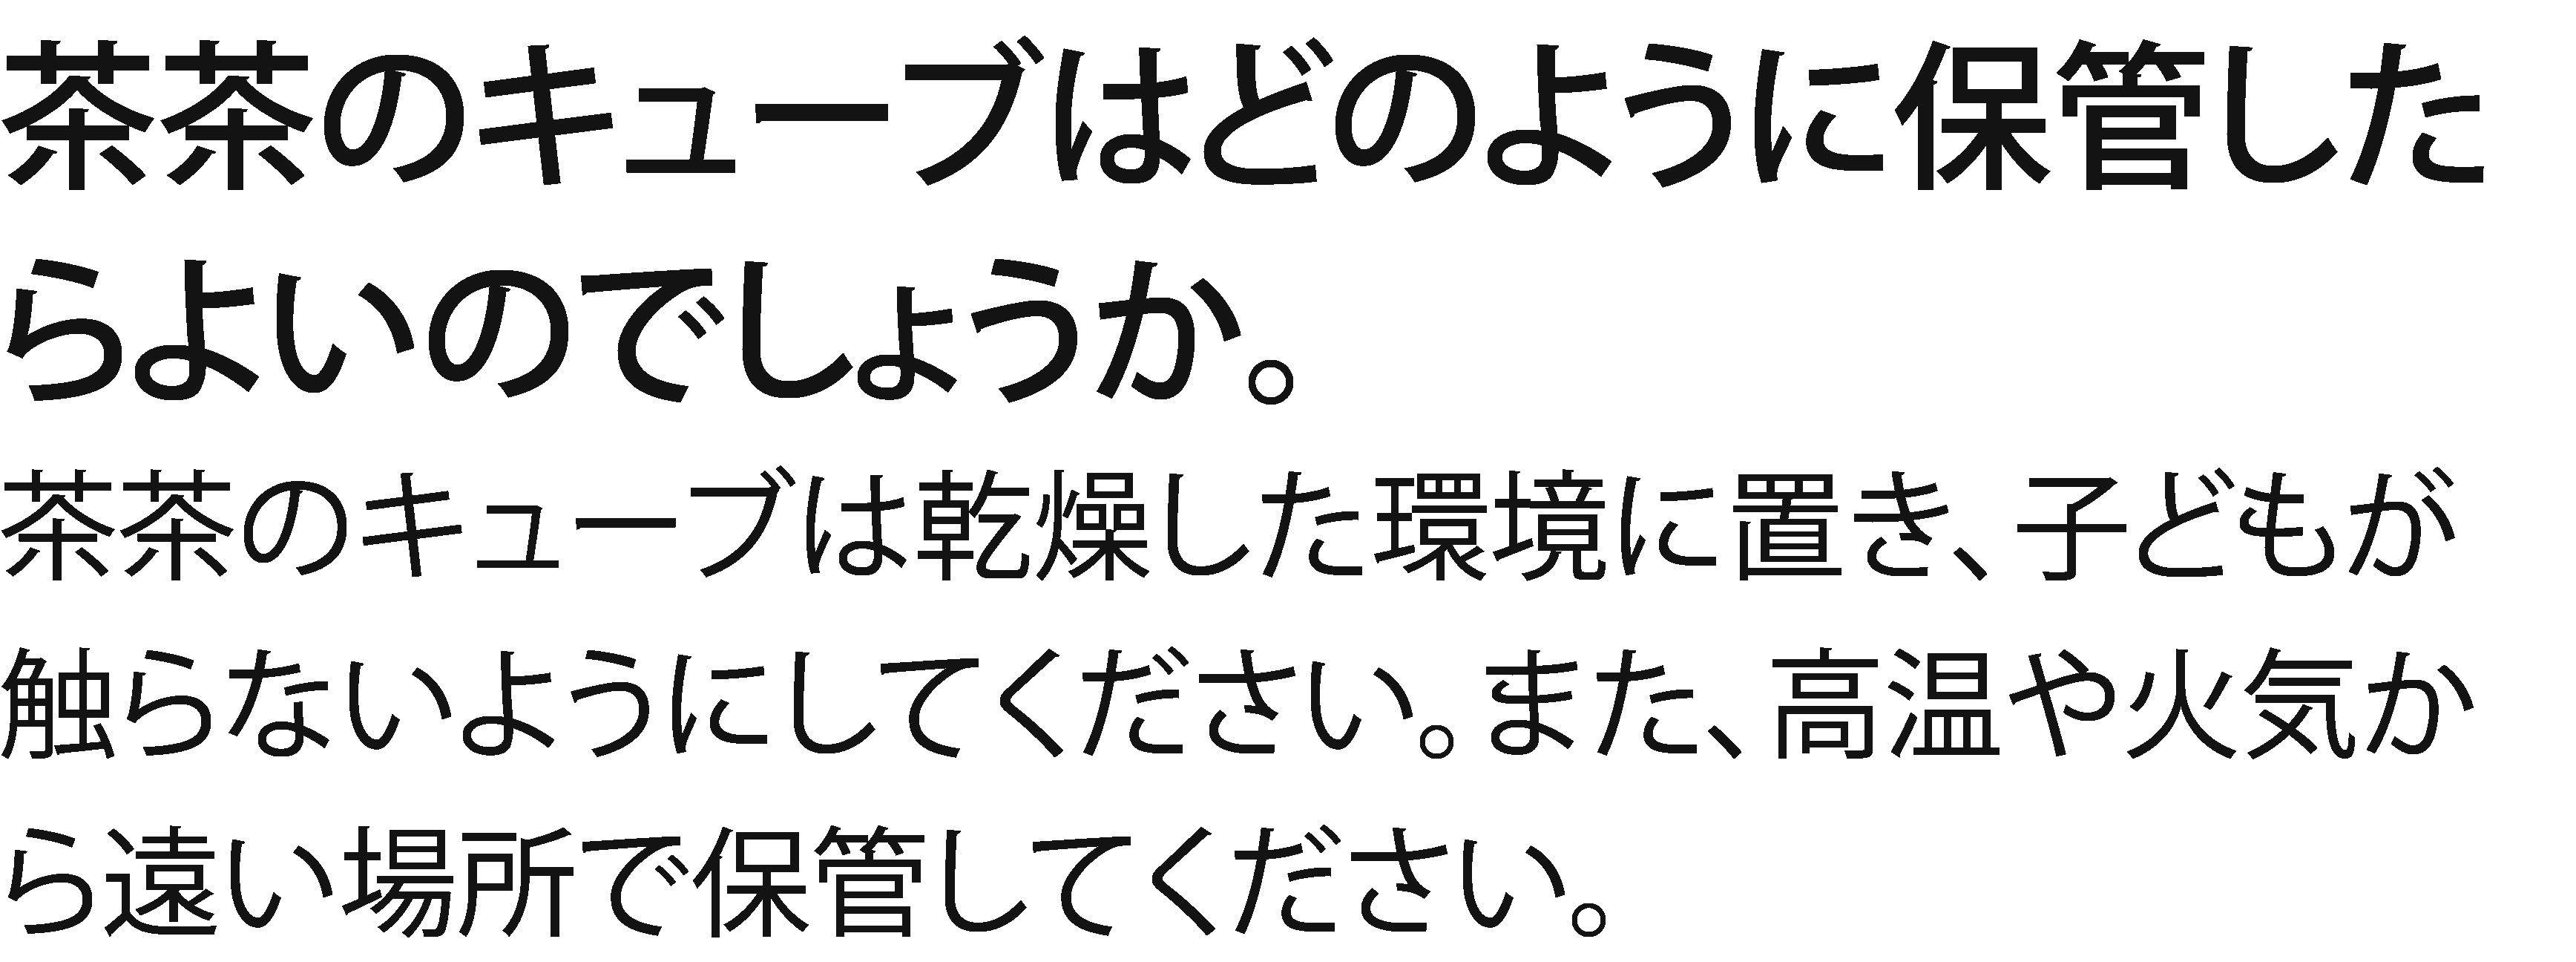 茶茶のキューブはどのように保管した
らよいのでしょうか。
茶茶のキューブは乾燥した環境に置き、子どもが
触らないようにしてください。また、高温や火気か
ら遠い場所で保管してください。